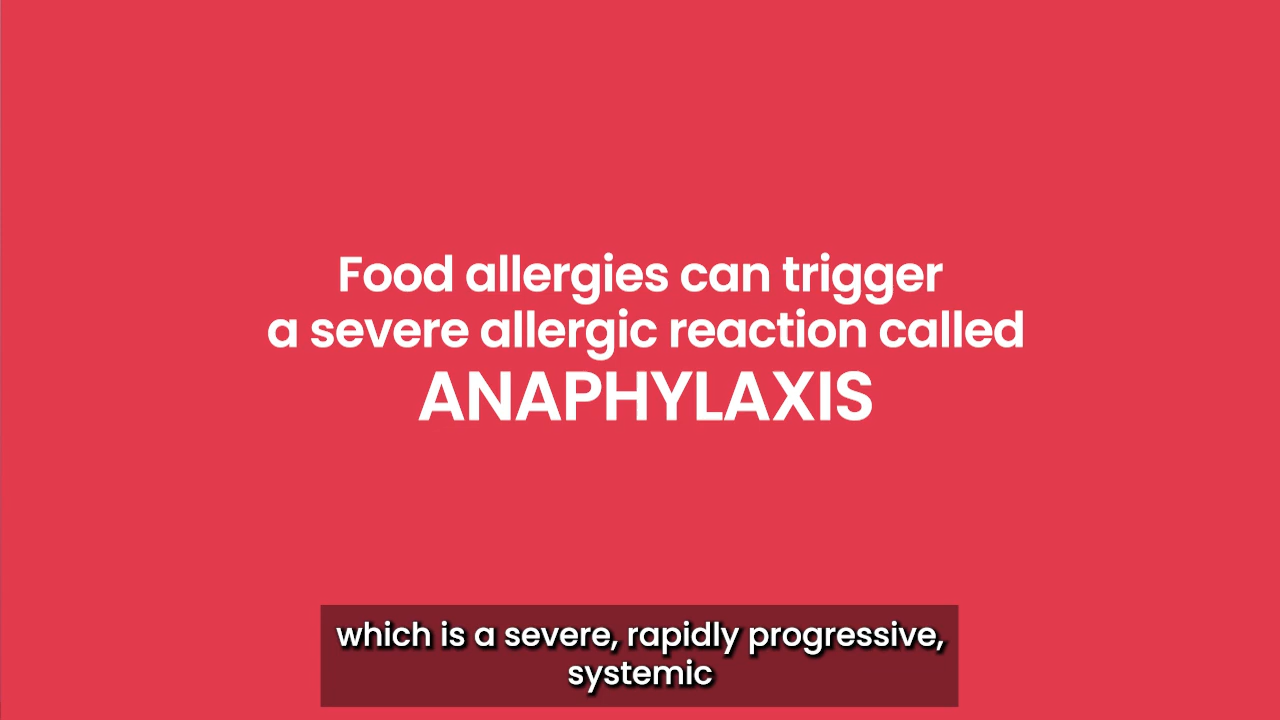 Food allergies can trigger
a severe allergic reaction called
ANAPHYLAXIS
which is a severe, rapidly progressive,
systemic